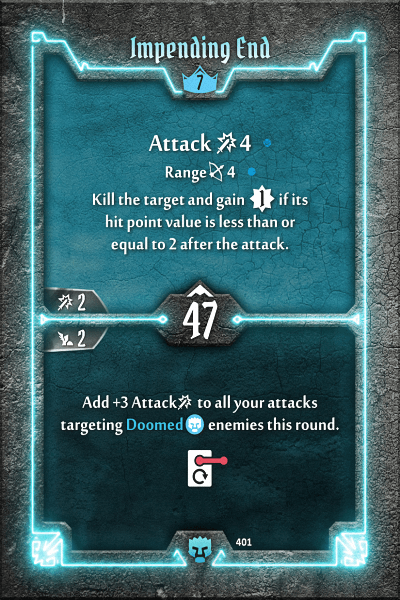 Impending End
7
Attack 4
Range 4
Kill the target and gain 1 if its
hit point value is less than or
equal to 2 after the attack.
2
47
2
Add +3 Attack to all your attacks
targeting Doomed enemies this round.
401